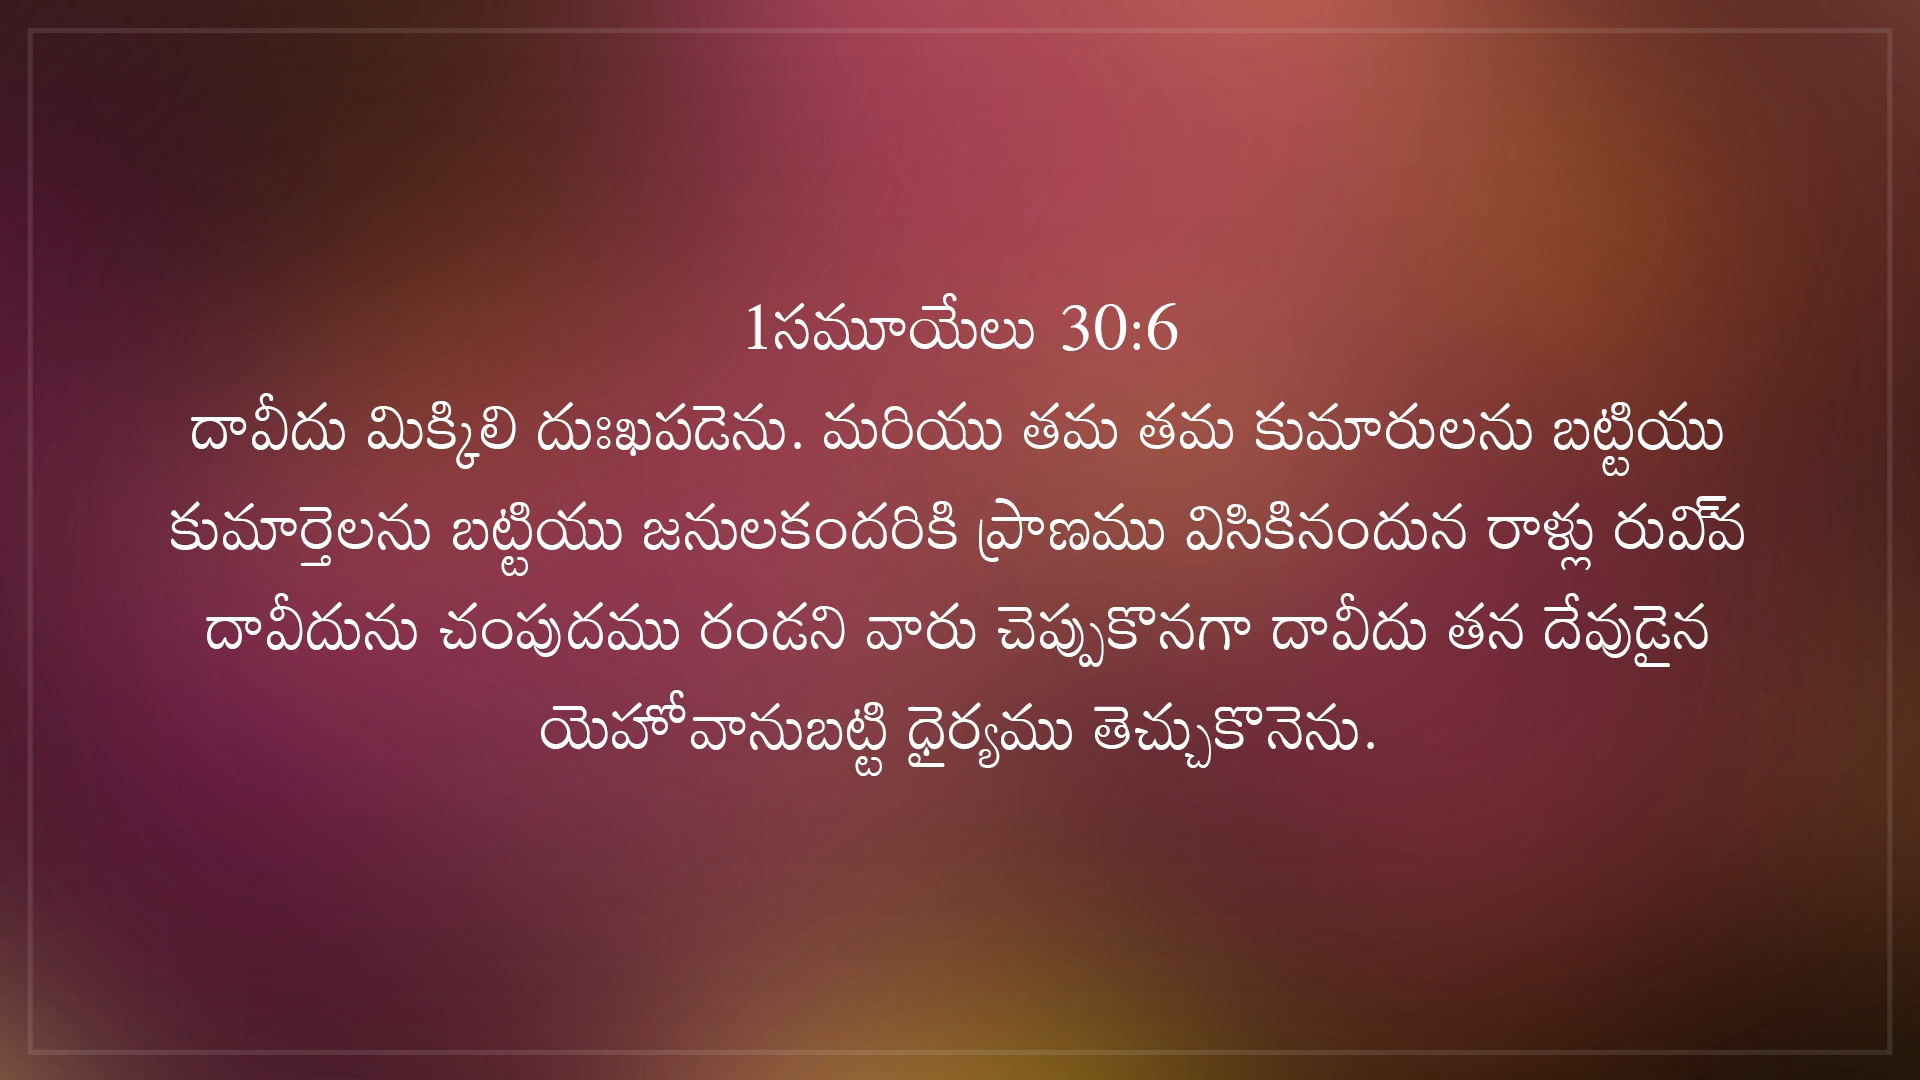 1సమూయేలు 30:6
దావీదు మిక్కిలి దుఃఖపడెను. మరియు తమ తమ కుమారులను బట్టియు
కుమార్తెలను బట్టియు జనులకందరికి ప్రాణము విసికినందున రాళ్లు రువి్వ
దావీదును చంపుదము రండని వారు చెప్పుకొనగా దావీదు తన దేవుడైన
యెహోవానుబట్టి ధైర్యము తెచ్చుకొనెను.